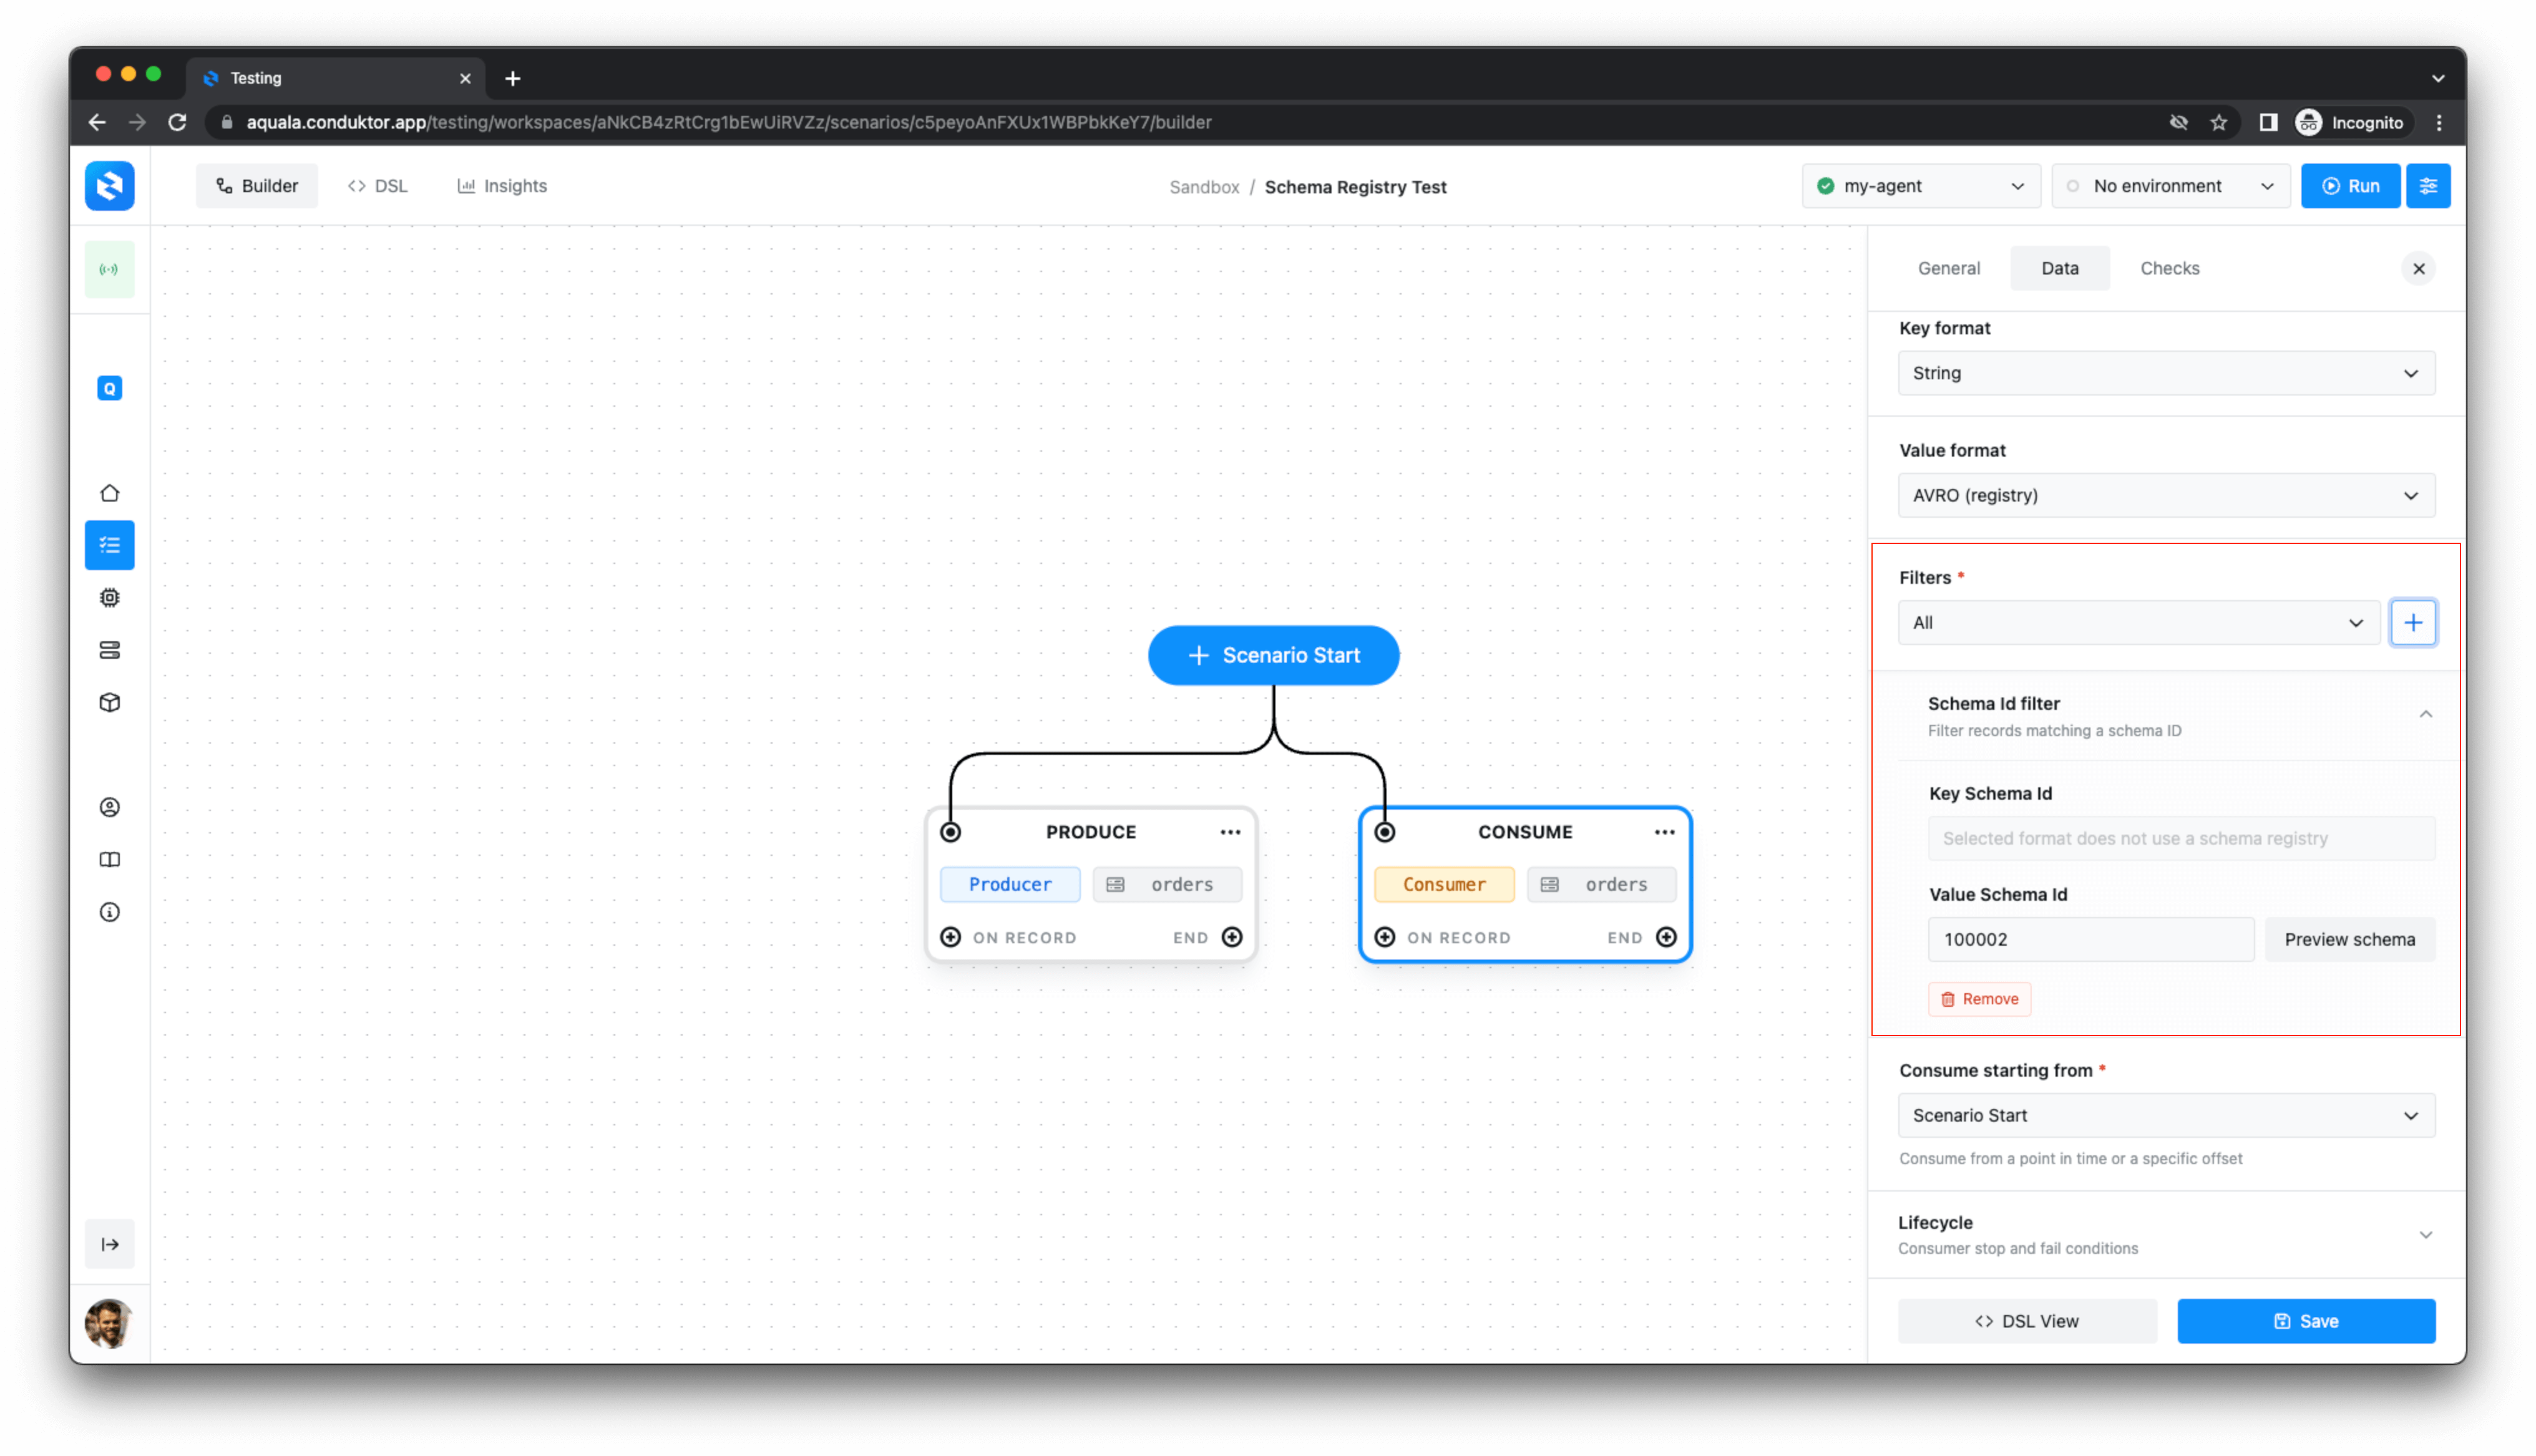 Testing
aquala.conduktor.app/testing/workspaces/aNkCB4zRtCrg1bEwUiRVZz/scenarios/c5peyoAnFXUx1WBPbkKeY7/builder
Incognito
Builder
DSL
Insights
Sandbox / Schema Registry Test
my-agent
No environment
Run
Q
General
Data
Checks
Key format
String
Value format
AVRO (registry)
Filters *
All
Schema Id filter
Filter records matching a schema ID
Key Schema Id
Selected format does not use a schema registry
Value Schema Id
100002
Preview schema
Remove
Consume starting from *
Scenario Start
Consume from a point in time or a specific offset
Lifecycle
Consumer stop and fail conditions
DSL View
Save
Scenario Start
PRODUCE
Producer
orders
ON RECORD
END
CONSUME
Consumer
orders
ON RECORD
END